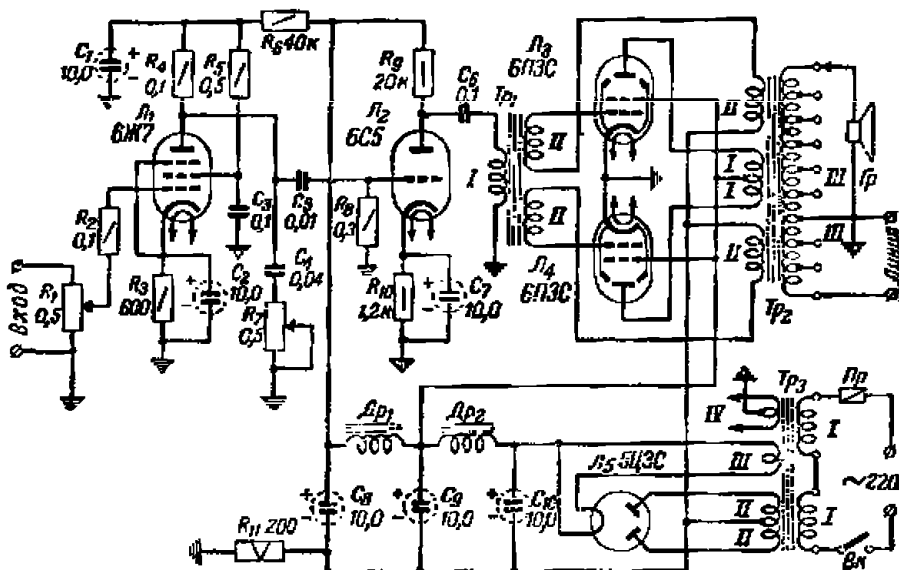 C₁
10,0
+
-
R₄
0,1
R₅
0,5
R₆ 40к
Л₁
6Ж7
R₂
0,1
Вход
R₁
0,5
R₃
600
C₂
10,0
C₃
0,1
C₅
0,01
C₄
0,04
R₇
0,5
R₉
20к
Л₂
6С5
R₈
0,3
R₁₀
1,2к
C₇
10,0
C₆
0,1
Тр₁
I
II
II
Л₃
6П3С
Л₄
6П3С
II
I
I
II
III
III
Тр₂
Гр
Линия
Др₁
Др₂
C₈
10,0
C₉
10,0
C₁₀
10,0
R₁₁ 200
Л₅ 5Ц3С
IV
III
II
II
Тр₃
I
I
Пр
~220
Вк